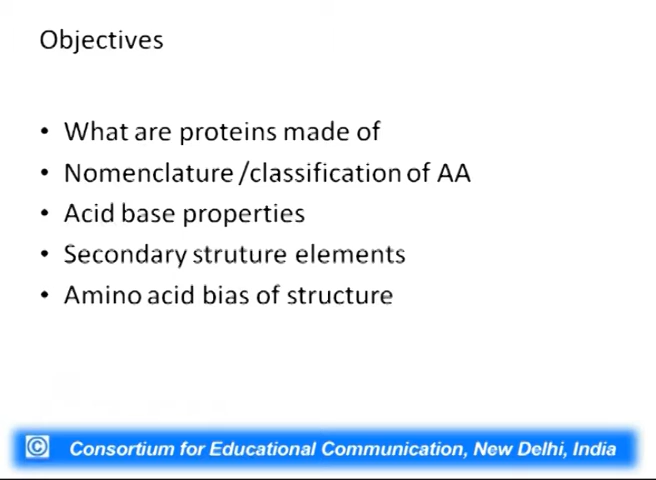 Objectives
• What are proteins made of
• Nomenclature /classification of AA
• Acid base properties
• Secondary struture elements
• Amino acid bias of structure
© Consortium for Educational Communication, New Delhi, India